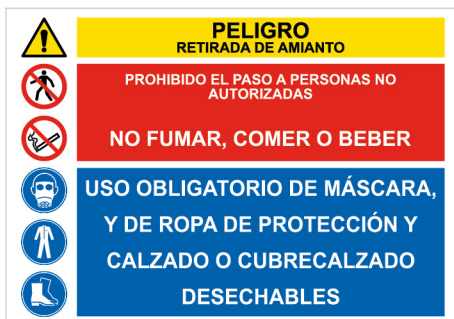 PELIGRO
RETIRADA DE AMIANTO
PROHIBIDO EL PASO A PERSONAS NO
AUTORIZADAS
NO FUMAR, COMER O BEBER
USO OBLIGATORIO DE MÁSCARA,
Y DE ROPA DE PROTECCIÓN Y
CALZADO O CUBRECALZADO
DESECHABLES